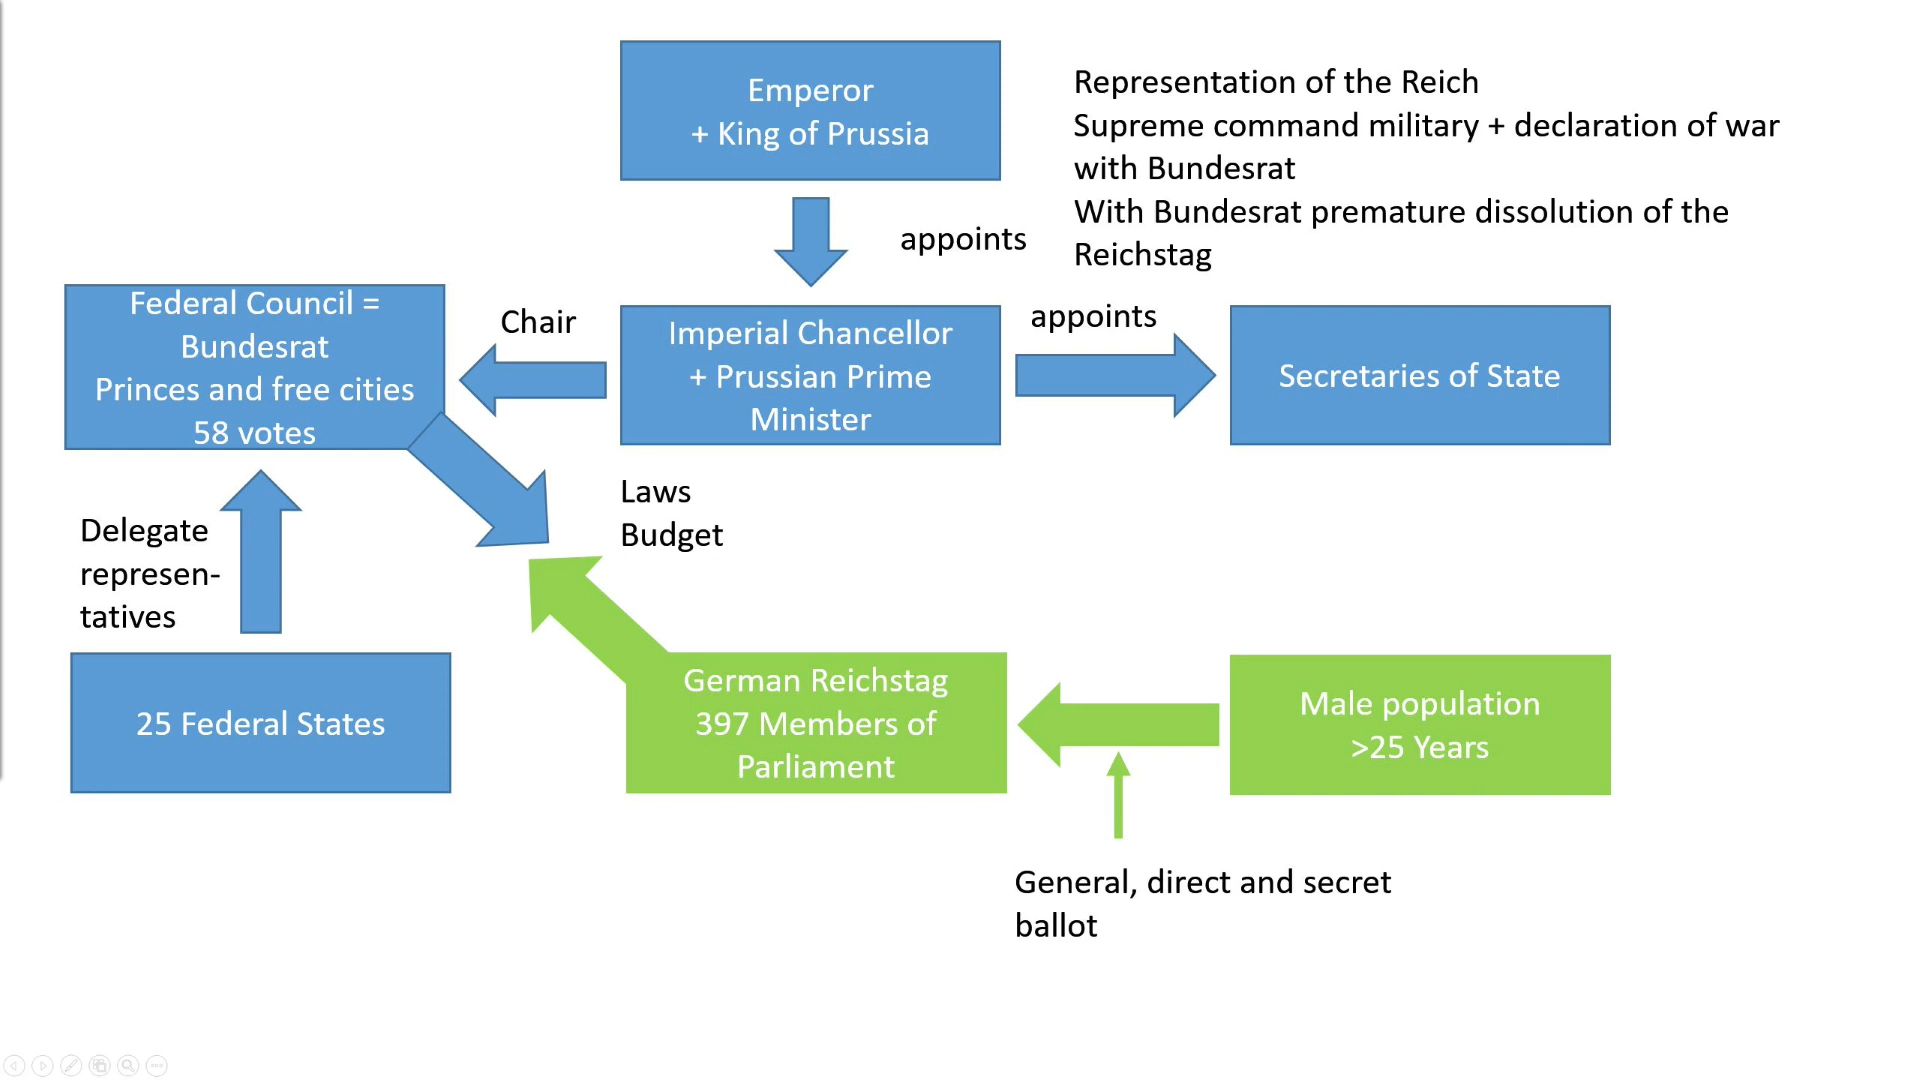 Emperor
+ King of Prussia
Representation of the Reich
Supreme command military + declaration of war
with Bundesrat
With Bundesrat premature dissolution of the
Reichstag
appoints
Federal Council =
Bundesrat
Princes and free cities
58 votes
Chair
Imperial Chancellor
+ Prussian Prime
Minister
appoints
Secretaries of State
Laws
Budget
Delegate
represen-
tatives
25 Federal States
German Reichstag
397 Members of
Parliament
Male population
>25 Years
General, direct and secret
ballot